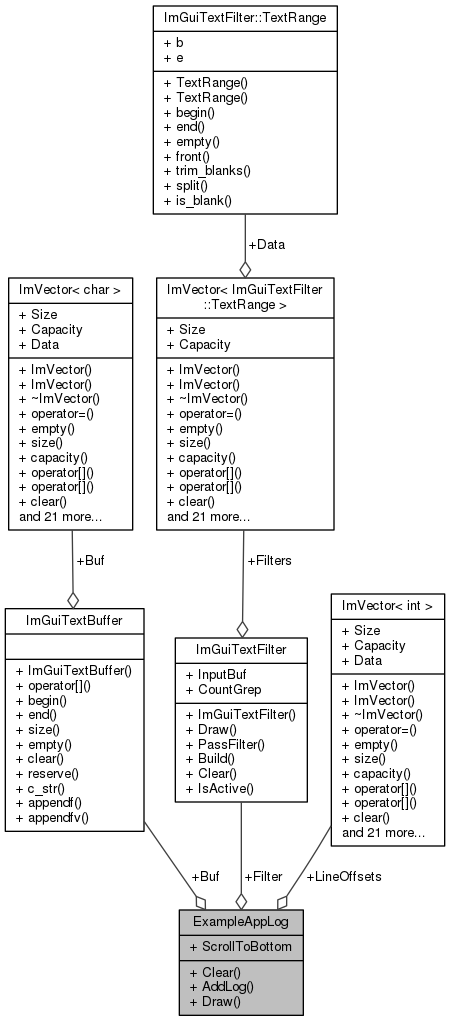 ImGuiTextFilter::TextRange
+ b
+ e
+ TextRange()
+ TextRange()
+ begin()
+ end()
+ empty()
+ front()
+ trim_blanks()
+ split()
+ is_blank()
+Data
ImVector< char >
+ Size
+ Capacity
+ Data
+ ImVector()
+ ImVector()
+ ~ImVector()
+ operator=()
+ empty()
+ size()
+ capacity()
+ operator[]()
+ operator[]()
+ clear()
and 21 more...
ImVector< ImGuiTextFilter
::TextRange >
+ Size
+ Capacity
+ ImVector()
+ ImVector()
+ ~ImVector()
+ operator=()
+ empty()
+ size()
+ capacity()
+ operator[]()
+ operator[]()
+ clear()
and 21 more...
+Buf
+Filters
ImGuiTextBuffer
+ ImGuiTextBuffer()
+ operator[]()
+ begin()
+ end()
+ size()
+ empty()
+ clear()
+ reserve()
+ c_str()
+ appendf()
+ appendfv()
ImGuiTextFilter
+ InputBuf
+ CountGrep
+ ImGuiTextFilter()
+ Draw()
+ PassFilter()
+ Build()
+ Clear()
+ IsActive()
ImVector< int >
+ Size
+ Capacity
+ Data
+ ImVector()
+ ImVector()
+ ~ImVector()
+ operator=()
+ empty()
+ size()
+ capacity()
+ operator[]()
+ operator[]()
+ clear()
and 21 more...
+Buf
+Filter
+LineOffsets
ExampleAppLog
+ ScrollToBottom
+ Clear()
+ AddLog()
+ Draw()